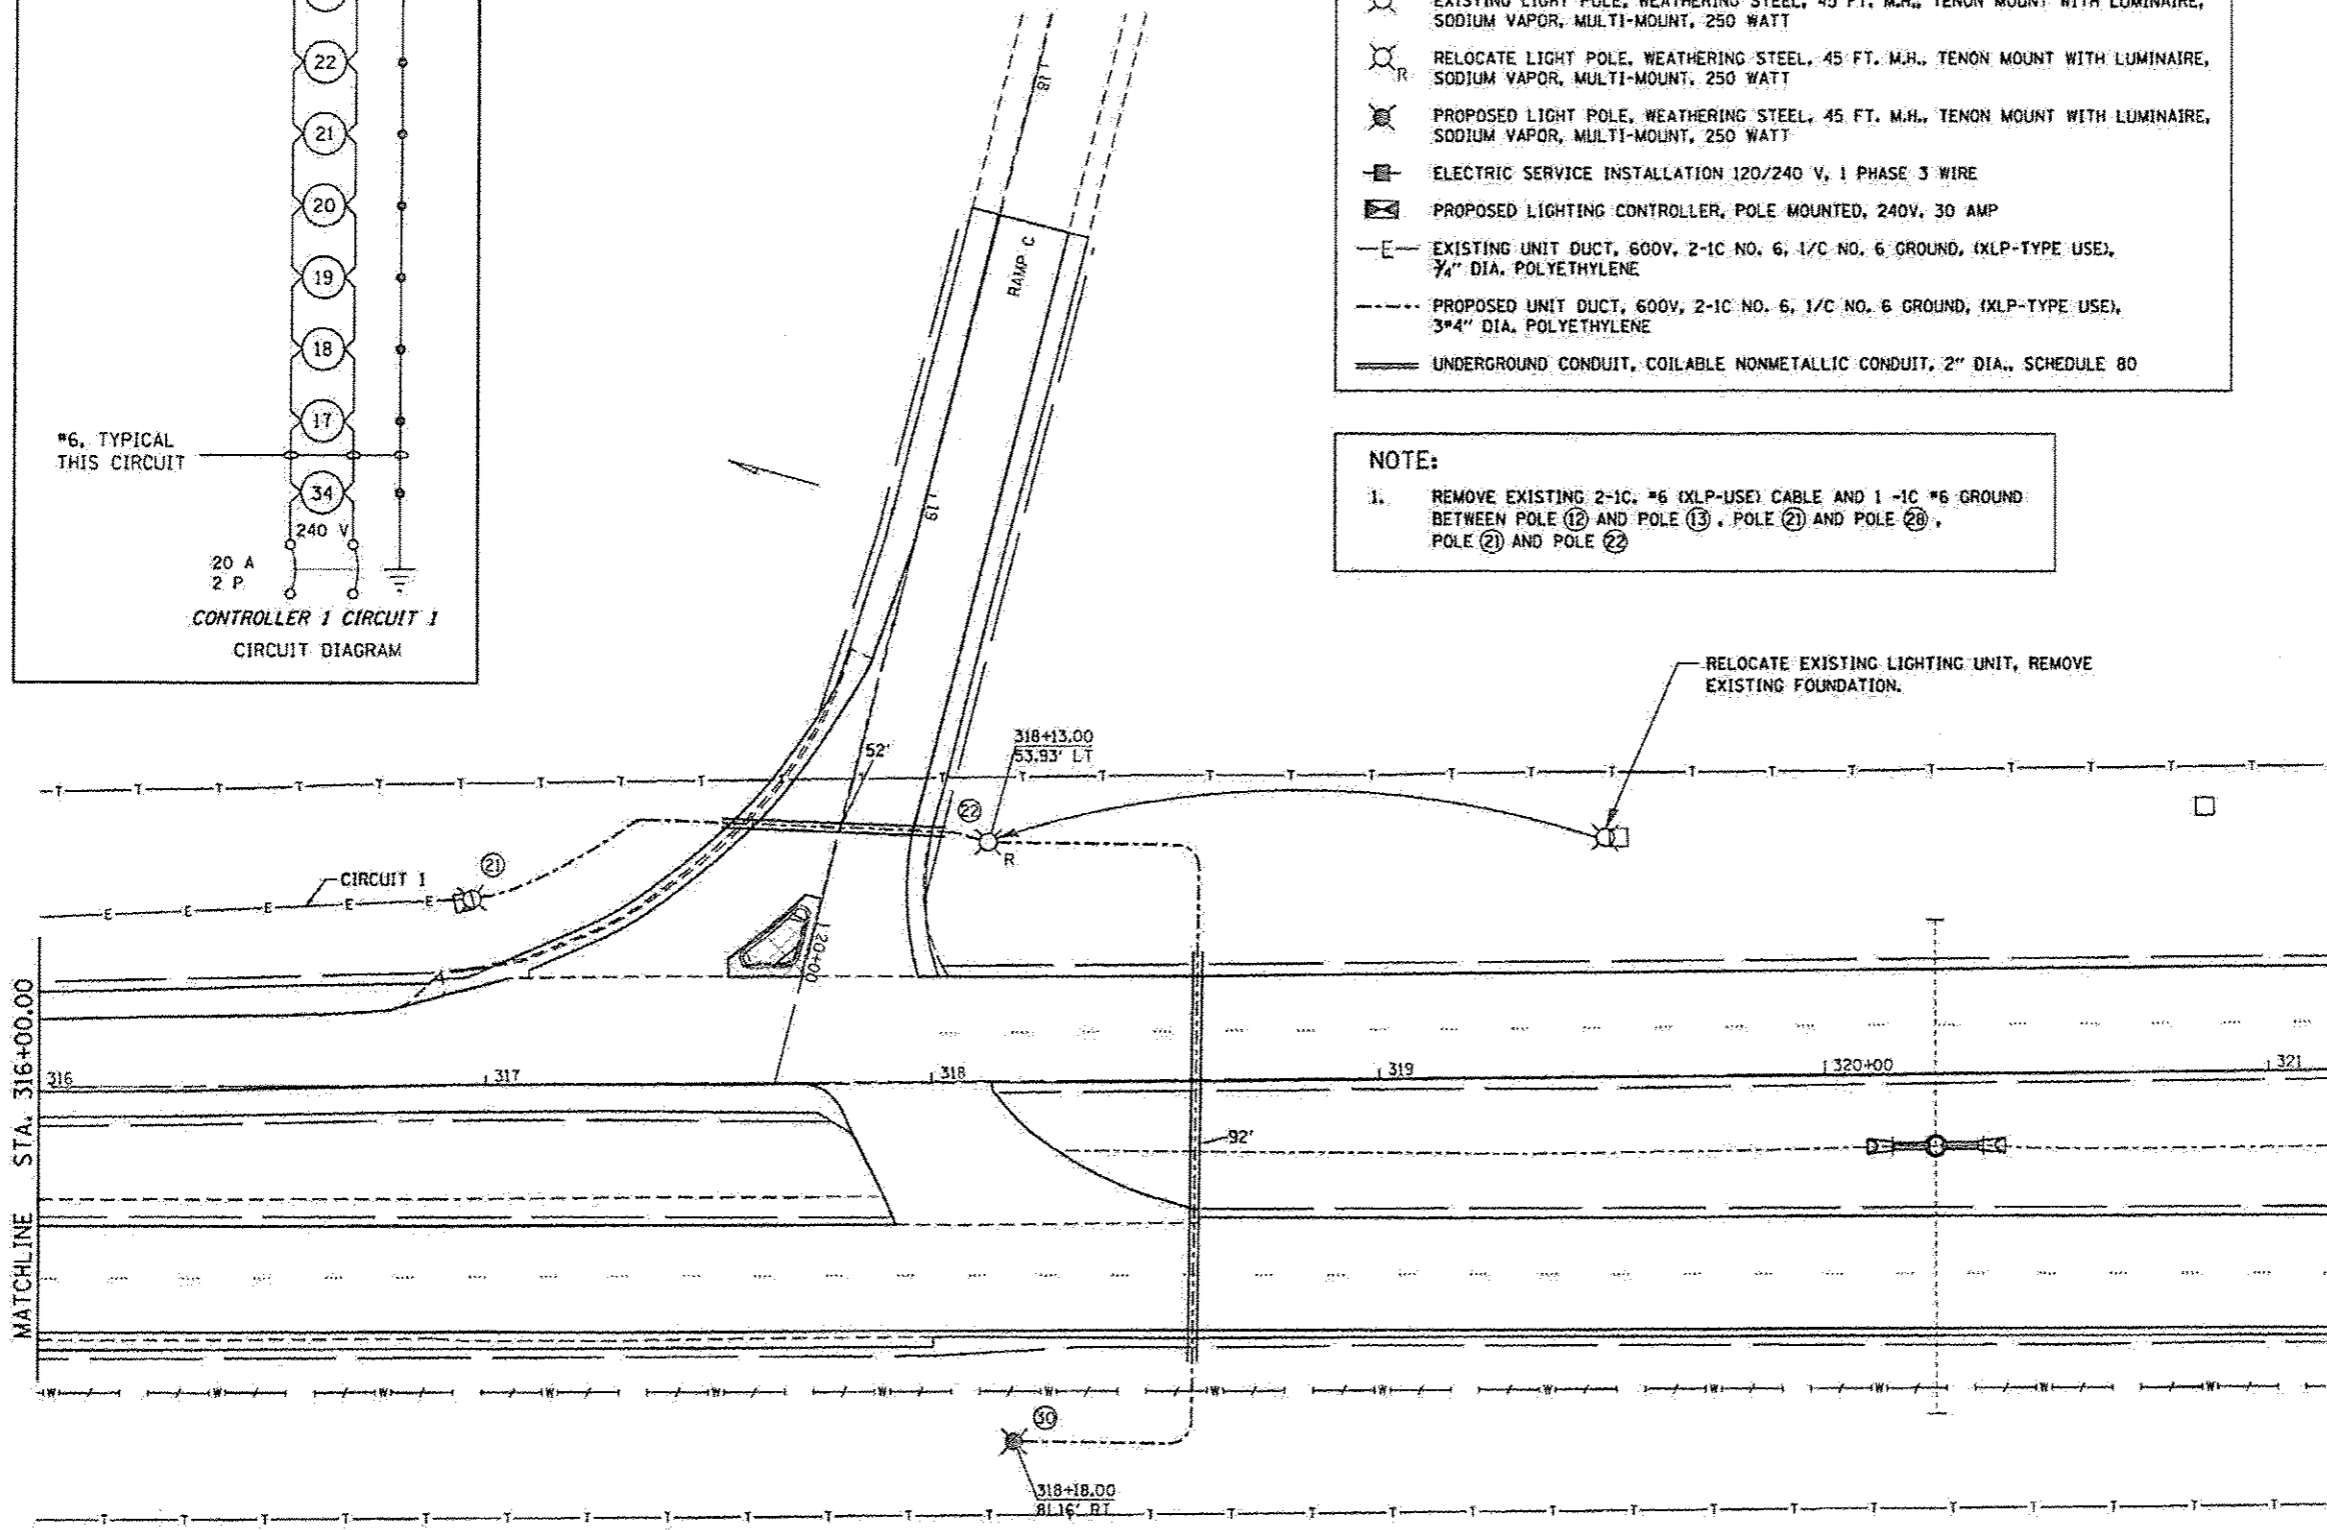 22
21
20
19
18
17
#6, TYPICAL
THIS CIRCUIT
34
240 V
20 A
2 P
CONTROLLER 1 CIRCUIT 1
CIRCUIT DIAGRAM
EXISTING LIGHT POLE, WEATHERING STEEL, 45 FT. M.H., TENON MOUNT WITH LUMINAIRE,
SODIUM VAPOR, MULTI-MOUNT, 250 WATT
R
RELOCATE LIGHT POLE, WEATHERING STEEL, 45 FT. M.H., TENON MOUNT WITH LUMINAIRE,
SODIUM VAPOR, MULTI-MOUNT, 250 WATT
PROPOSED LIGHT POLE, WEATHERING STEEL, 45 FT. M.H., TENON MOUNT WITH LUMINAIRE,
SODIUM VAPOR, MULTI-MOUNT, 250 WATT
ELECTRIC SERVICE INSTALLATION 120/240 V, 1 PHASE 3 WIRE
PROPOSED LIGHTING CONTROLLER, POLE MOUNTED, 240V, 30 AMP
E
EXISTING UNIT DUCT, 600V, 2-1C NO. 6, 1/C NO. 6 GROUND, (XLP-TYPE USE),
3/4" DIA. POLYETHYLENE
PROPOSED UNIT DUCT, 600V, 2-1C NO. 6, 1/C NO. 6 GROUND, (XLP-TYPE USE),
3*4" DIA. POLYETHYLENE
UNDERGROUND CONDUIT, COILABLE NONMETALLIC CONDUIT, 2" DIA., SCHEDULE 80
NOTE:
1. REMOVE EXISTING 2-1C, #6 (XLP-USE) CABLE AND 1 -1C #6 GROUND
BETWEEN POLE 12 AND POLE 13 , POLE 21 AND POLE 28 ,
POLE 21 AND POLE 22
18
RAMP C
19
RELOCATE EXISTING LIGHTING UNIT, REMOVE
EXISTING FOUNDATION.
318+13.00
53.93' LT
52'
T T T T T T T T T T T T T T T T T T T T T T T T T T T T
22
R
21
CIRCUIT 1
E E E E E
20+00
MATCHLINE STA. 316+00.00
316
317
318
319
320+00
321
92'
W W W W W W W W W W W W W W
30
318+18.00
81.16' RT
T T T T T T T T T T T T T T T T T T T T T T T T T T T T